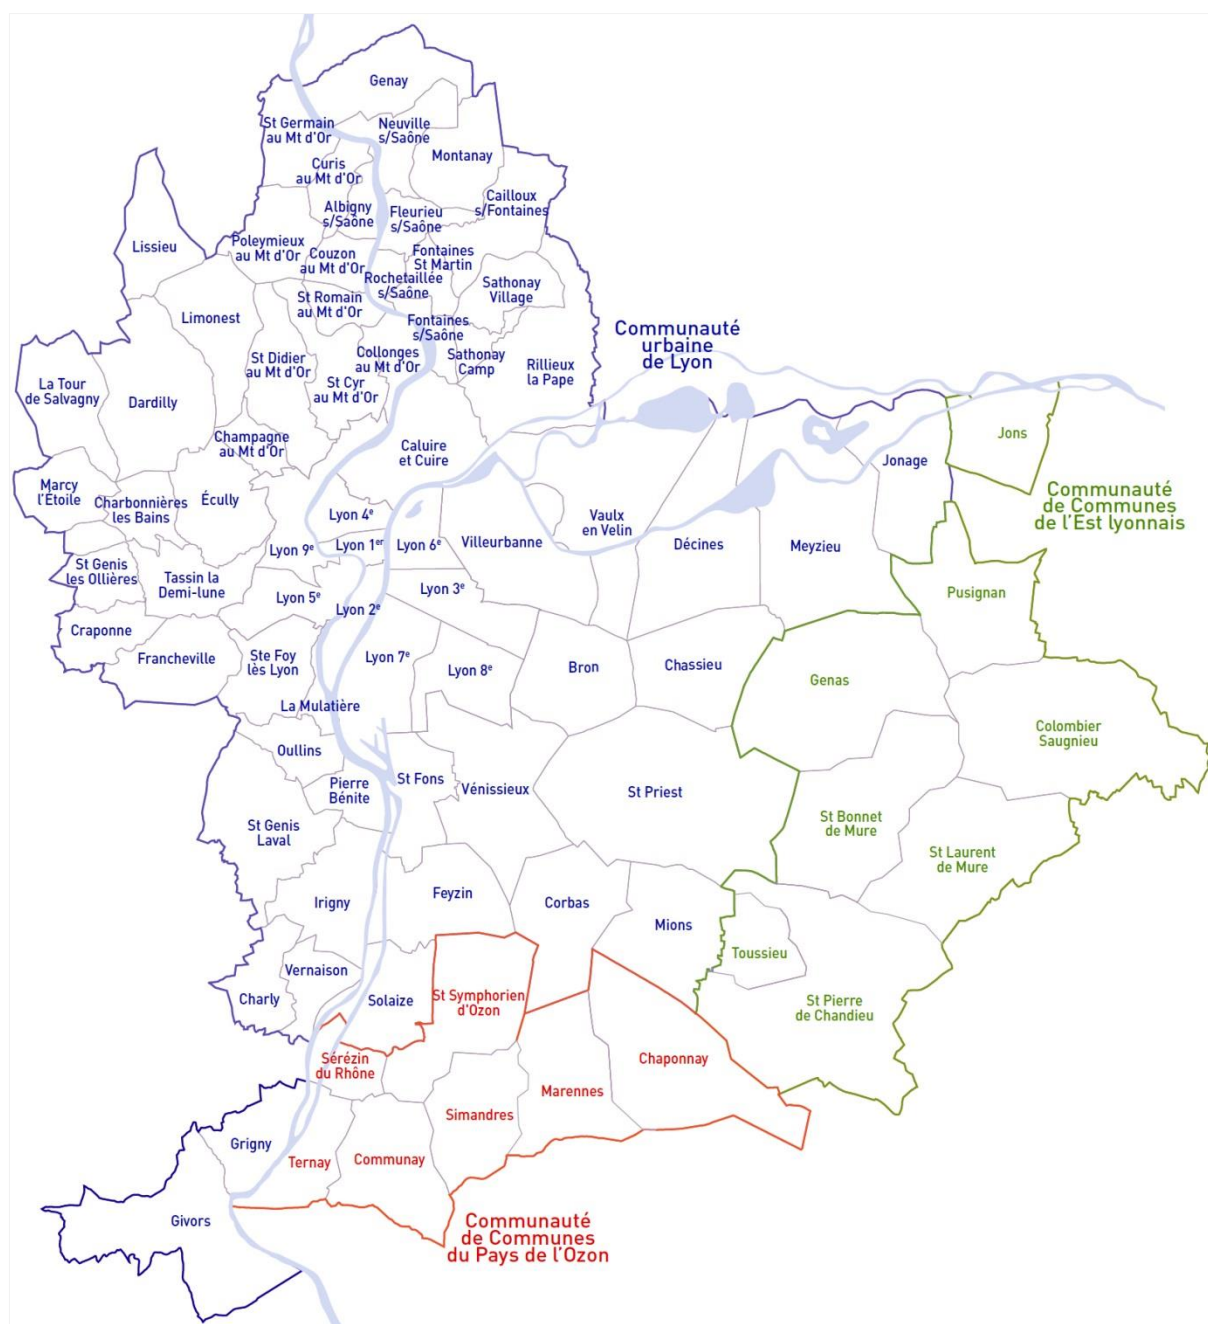 Genay
St Germain
au Mt d'Or
Neuville
s/Saône
Montanay
Curis
au Mt d'Or
Cailloux
s/Fontaines
Albigny
s/Saône
Fleurieu
s/Saône
Lissieu
Poleymieux
au Mt d'Or
Couzon
au Mt d'Or
Fontaines
St Martin
Rochetaillée
s/Saône
Sathonay
Village
St Romain
au Mt d'Or
Limonest
Fontaines
s/Saône
Communauté
urbaine
de Lyon
St Didier
au Mt d'Or
Collonges
au Mt d'Or
Sathonay
Camp
Rillieux
la Pape
La Tour
de Salvagny
Dardilly
St Cyr
au Mt d'Or
Champagne
au Mt d'Or
Caluire
et Cuire
Jons
Jonage
Marcy
l'Étoile
Charbonnières
les Bains
Écully
Communauté
de Communes
de l'Est lyonnais
Lyon 4e
Vaulx
en Velin
Lyon 9e
Lyon 1er
Lyon 6e
Villeurbanne
Décines
Meyzieu
St Genis
les Ollières
Tassin la
Demi-lune
Lyon 5e
Lyon 2e
Lyon 3e
Pusignan
Craponne
Francheville
Ste Foy
lès Lyon
Lyon 7e
Lyon 8e
Bron
Chassieu
Genas
La Mulatière
Colombier
Saugnieu
Oullins
Pierre
Bénite
St Fons
Vénissieux
St Priest
St Bonnet
de Mure
St Genis
Laval
St Laurent
de Mure
Irigny
Feyzin
Corbas
Mions
Toussieu
Vernaison
Charly
Solaize
St Symphorien
d'Ozon
St Pierre
de Chandieu
Sérézin
du Rhône
Chaponnay
Marennes
Simandres
Grigny
Ternay
Communay
Givors
Communauté
de Communes
du Pays de l'Ozon